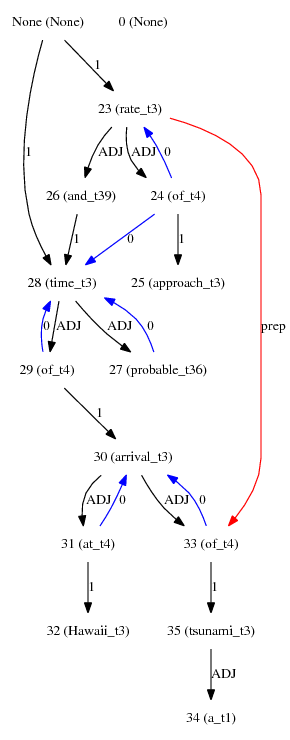 None (None) 0 (None)
1
23 (rate_t3)
1 ADJ ADJ 0
26 (and_t39) 24 (of_t4)
1 0 1
28 (time_t3) 25 (approach_t3)
0 ADJ ADJ 0 prep
29 (of_t4) 27 (probable_t36)
1
30 (arrival_t3)
ADJ 0 ADJ 0
31 (at_t4) 33 (of_t4)
1 1
32 (Hawaii_t3) 35 (tsunami_t3)
ADJ
34 (a_t1)